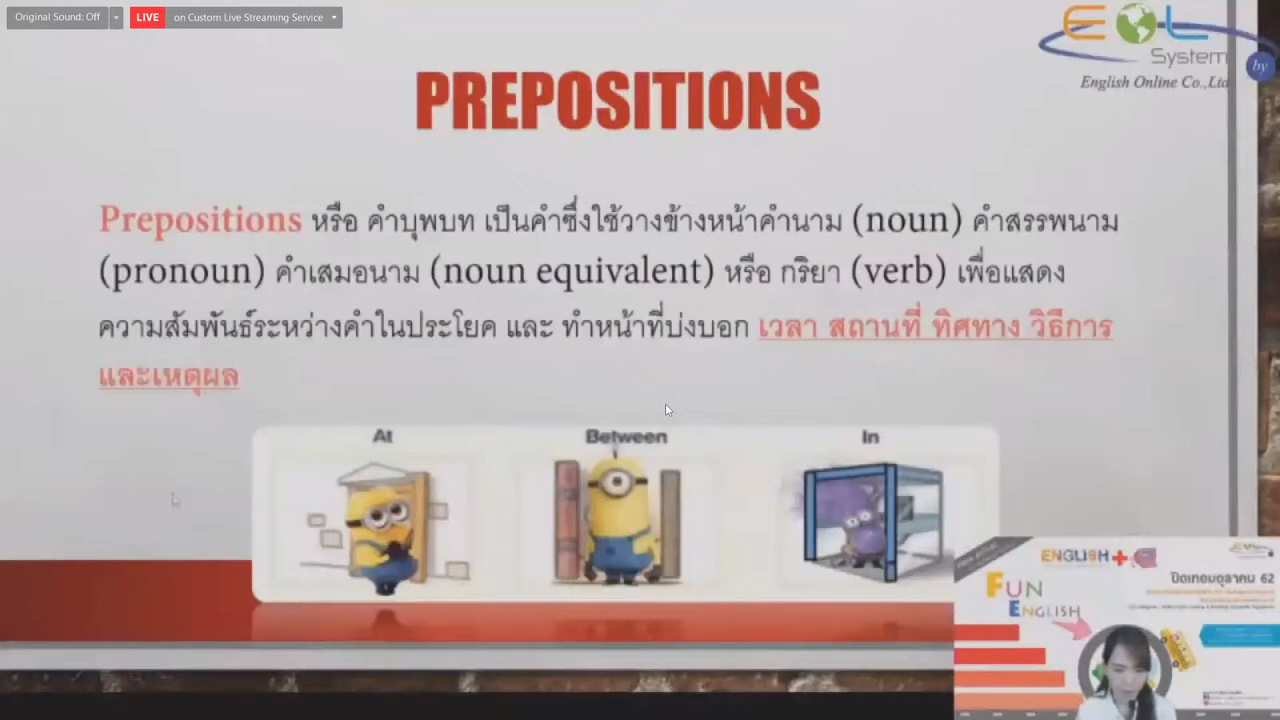 Original Sound: Off
LIVE on Custom Live Streaming Service
EOL
System
by
English Online Co.,Ltd
PREPOSITIONS
Prepositions หรือ คำบุพบท เป็นคำซึ่งใช้วางข้างหน้าคำนาม (noun) คำสรรพนาม
(pronoun) คำเสมอนาม (noun equivalent) หรือ กริยา (verb) เพื่อแสดง
ความสัมพันธ์ระหว่างคำในประโยค และ ทำหน้าที่บ่งบอก เวลา สถานที่ ทิศทาง วิธีการ
และเหตุผล
At Between In
ENGLISH+
ปิดเทอมตุลาคม 62
FUN
ENGLISH